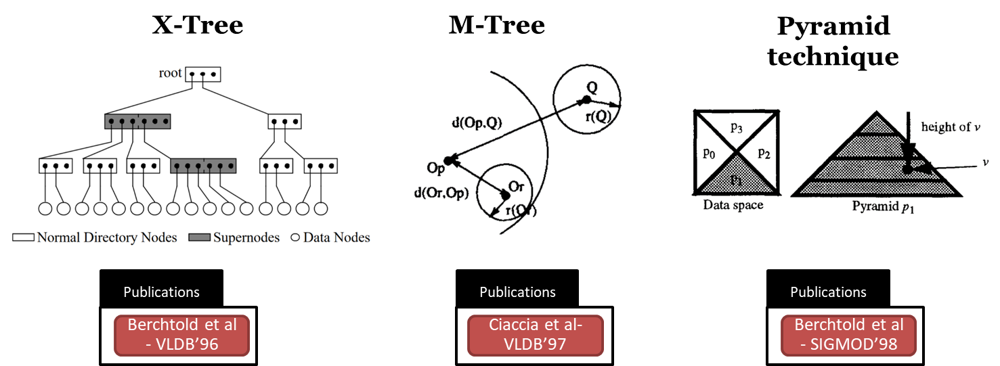 X-Tree
root
Normal Directory Nodes
Supernodes
Data Nodes
Publications
Berchtold et al
- VLDB’96
M-Tree
Q
r(Q)
d(Op,Q)
Op
Or
d(Or,Op)
r(Or)
Publications
Ciaccia et al-
VLDB’97
Pyramid
technique
p3
p0
p2
p1
Data space
height of v
v
Pyramid p1
Publications
Berchtold et al
- SIGMOD’98